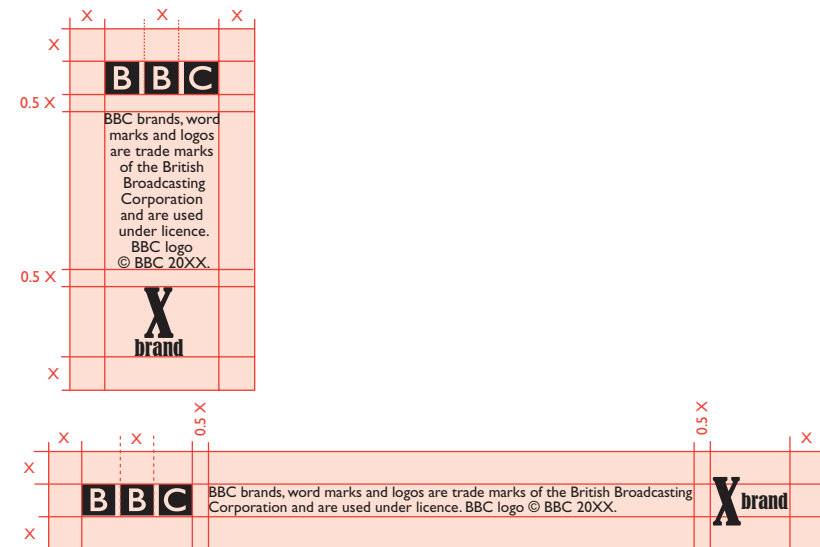 X X X
X
BBC
0.5 X
BBC brands, word
marks and logos
are trade marks
of the British
Broadcasting
Corporation
and are used
under licence.
BBC logo
© BBC 20XX.
0.5 X
X
brand
X
0.5 X 0.5 X
X X X
X
BBC
BBC brands, word marks and logos are trade marks of the British Broadcasting
Corporation and are used under licence. BBC logo © BBC 20XX.
X brand
X